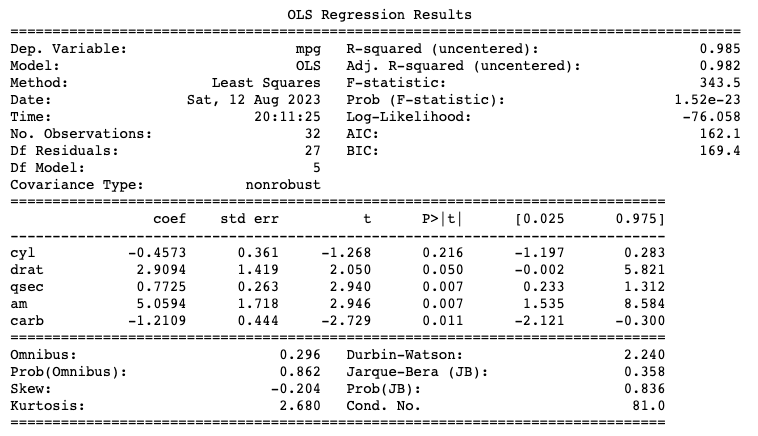 OLS Regression Results
==========================================================================================
Dep. Variable: mpg R-squared (uncentered): 0.985
Model: OLS Adj. R-squared (uncentered): 0.982
Method: Least Squares F-statistic: 343.5
Date: Sat, 12 Aug 2023 Prob (F-statistic): 1.52e-23
Time: 20:11:25 Log-Likelihood: -76.058
No. Observations: 32 AIC: 162.1
Df Residuals: 27 BIC: 169.4
Df Model: 5
Covariance Type: nonrobust
==============================================================================
coef std err t P>|t| [0.025 0.975]
------------------------------------------------------------------------------
cyl -0.4573 0.361 -1.268 0.216 -1.197 0.283
drat 2.9094 1.419 2.050 0.050 -0.002 5.821
qsec 0.7725 0.263 2.940 0.007 0.233 1.312
am 5.0594 1.718 2.946 0.007 1.535 8.584
carb -1.2109 0.444 -2.729 0.011 -2.121 -0.300
==============================================================================
Omnibus: 0.296 Durbin-Watson: 2.240
Prob(Omnibus): 0.862 Jarque-Bera (JB): 0.358
Skew: -0.204 Prob(JB): 0.836
Kurtosis: 2.680 Cond. No. 81.0
==============================================================================